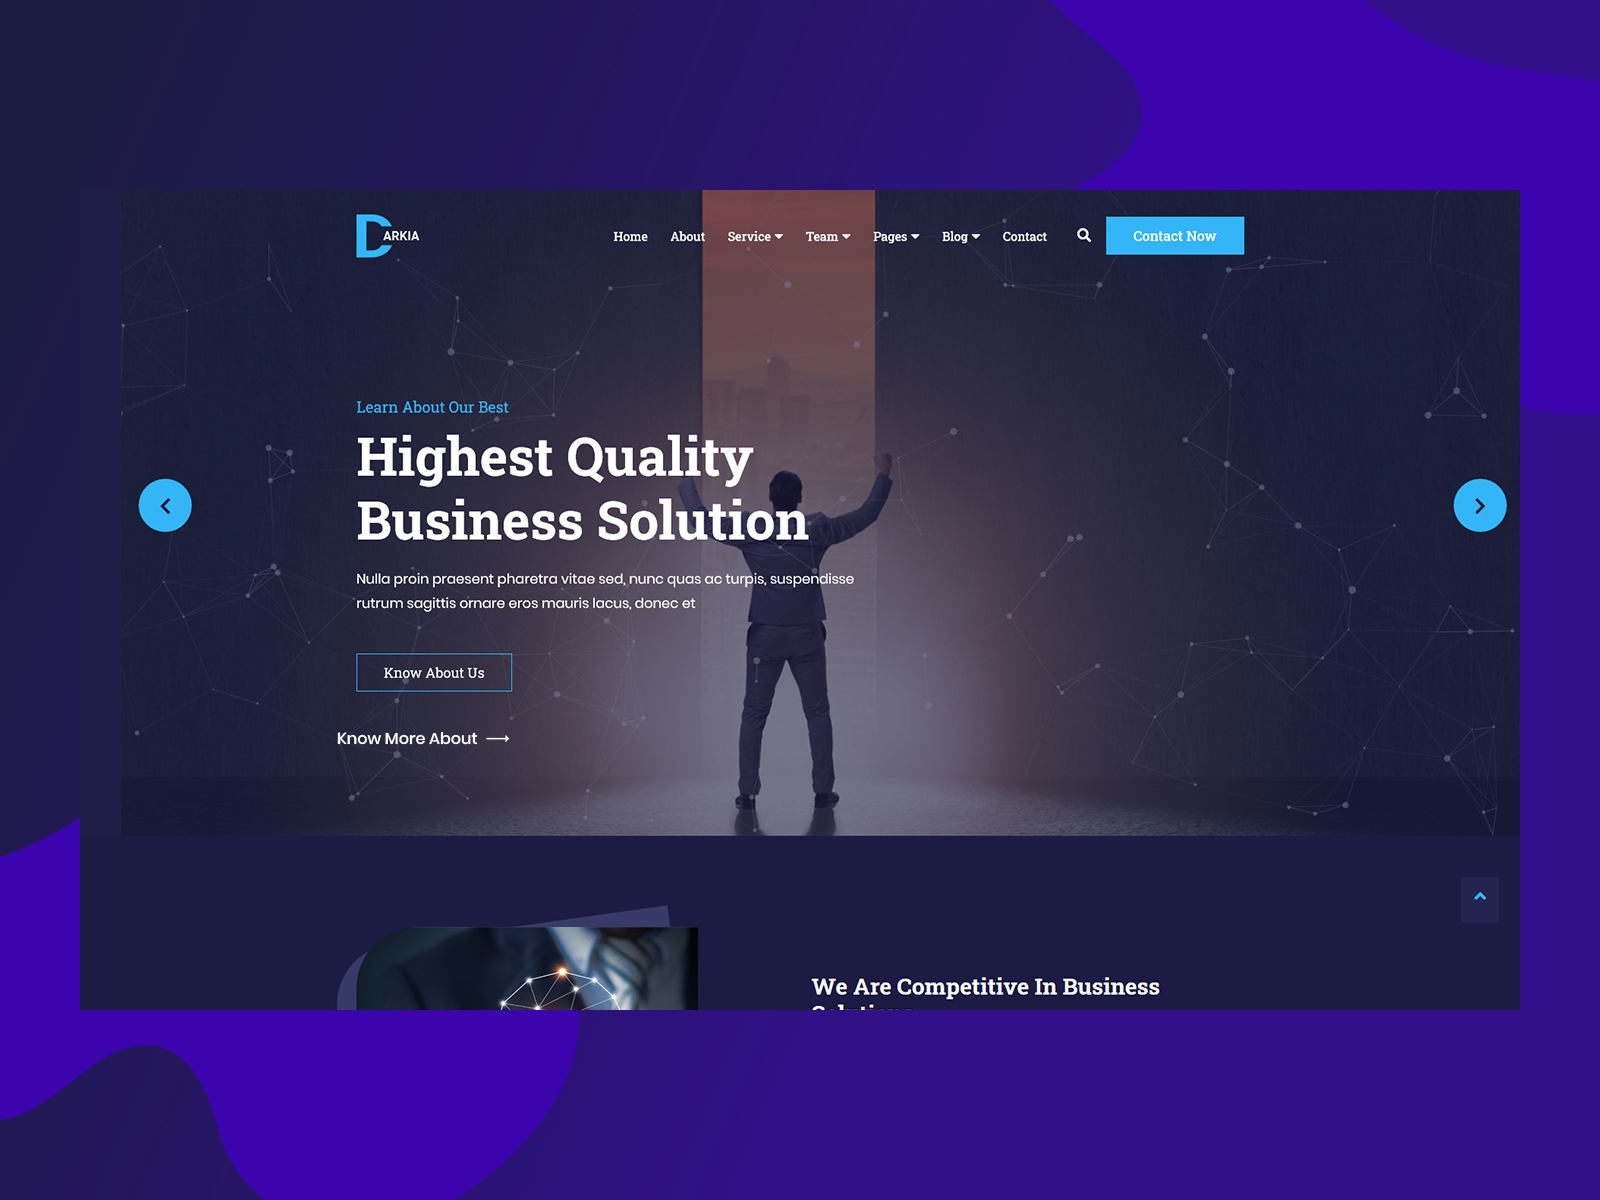 DARKIA
Home About Service Team Pages Blog Contact Contact Now
Learn About Our Best
Highest Quality
Business Solution
Nulla proin praesent pharetra vitae sed, nunc quas ac turpis, suspendisse
rutrum sagittis ornare eros mauris lacus, donec et
Know About Us
Know More About
We Are Competitive In Business